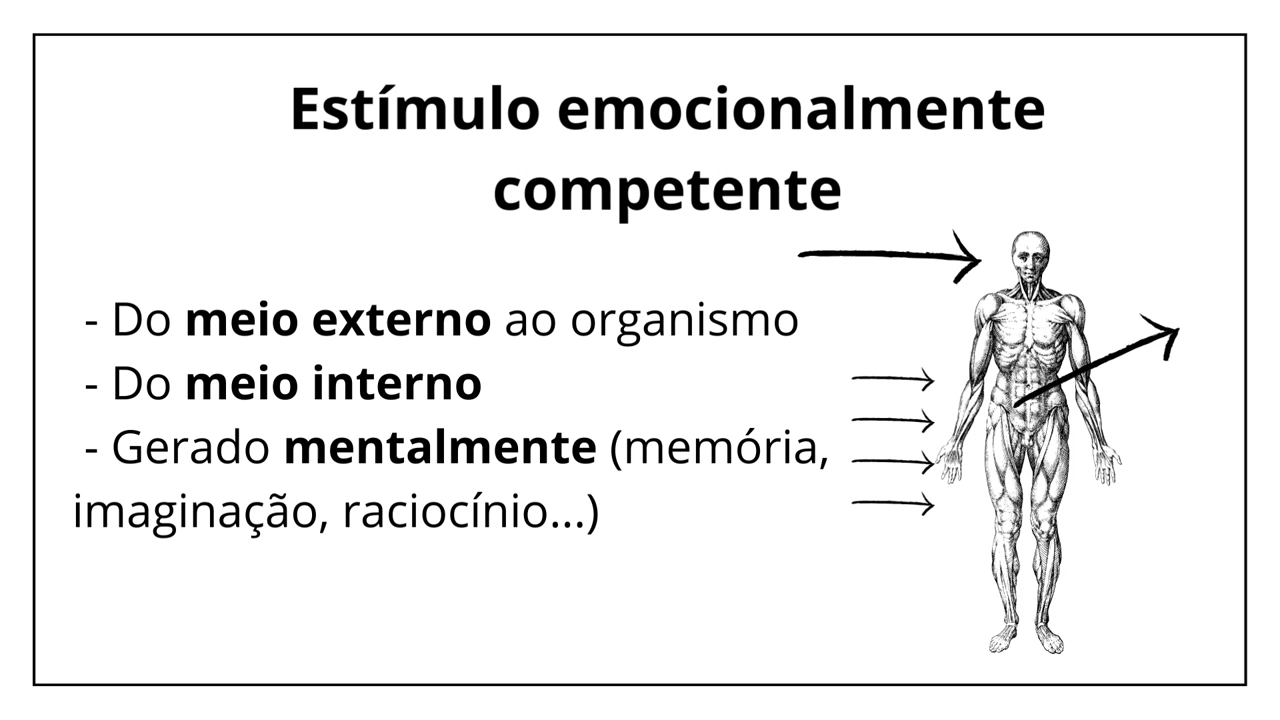 Estímulo emocionalmente
competente
- Do meio externo ao organismo
- Do meio interno
- Gerado mentalmente (memória,
imaginação, raciocínio...)